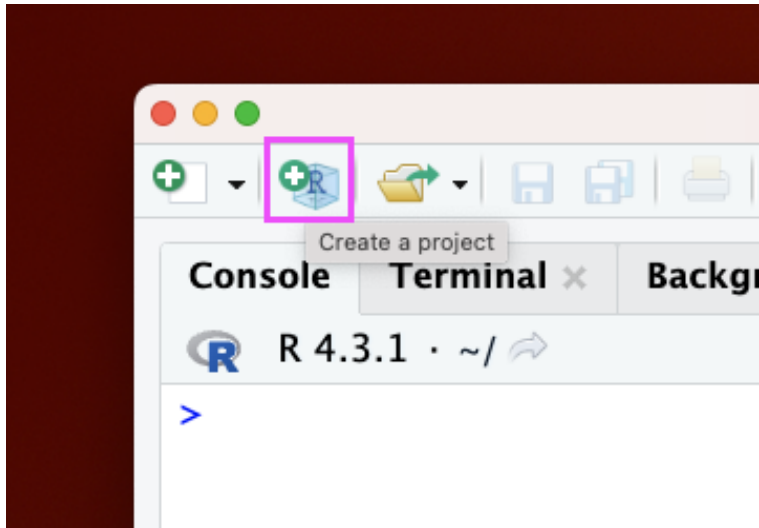 R
Create a project
Console Terminal Backgr
R R 4.3.1 · ~/
>